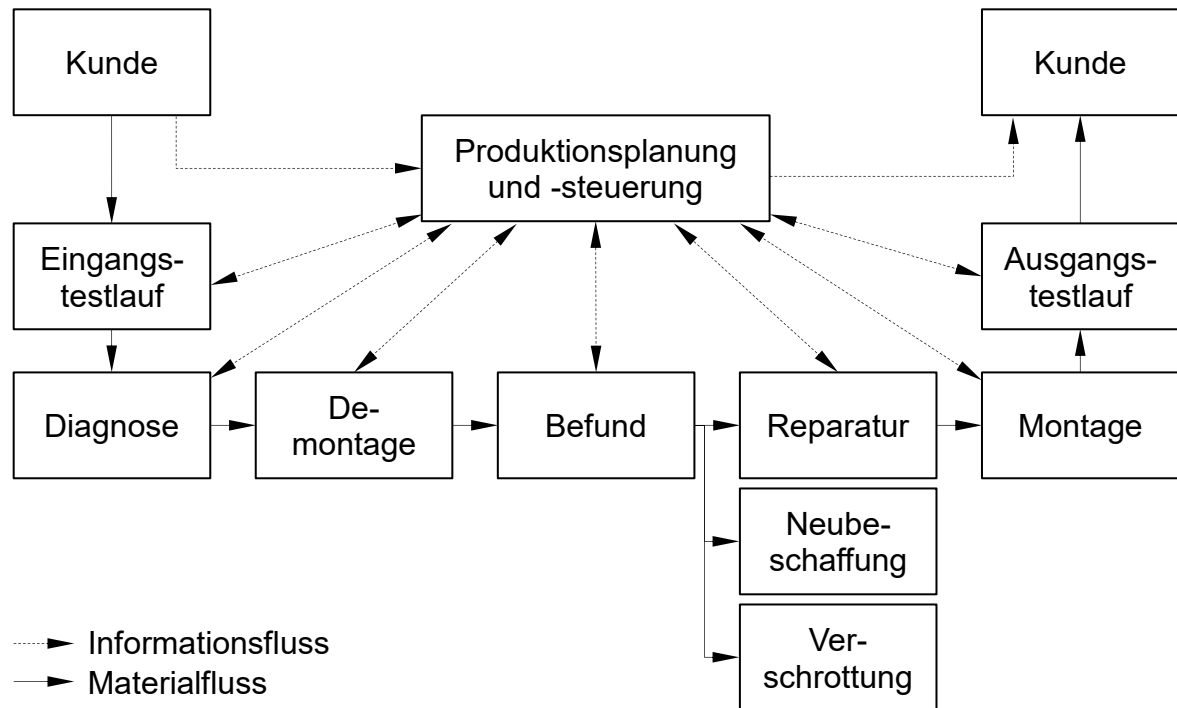 Kunde
Kunde
Produktionsplanung
und -steuerung
Eingangs-
testlauf
Ausgangs-
testlauf
Diagnose
De-
montage
Befund
Reparatur
Montage
Neube-
schaffung
Ver-
schrottung
Informationsfluss
Materialfluss